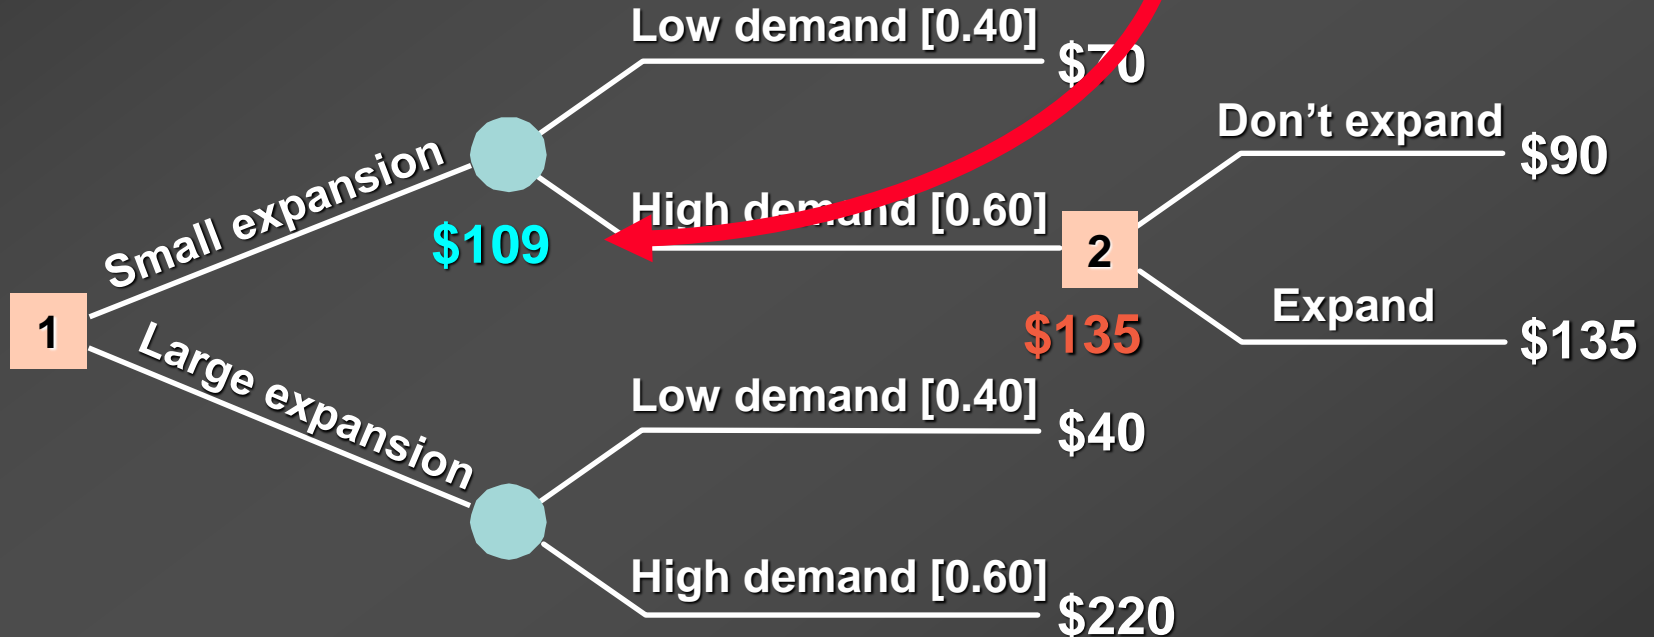 Low demand [0.40]
$70
Don’t expand
$90
Small expansion
High demand [0.60]
$109
2
Expand
1
$135
$135
Large expansion
Low demand [0.40]
$40
High demand [0.60]
$220